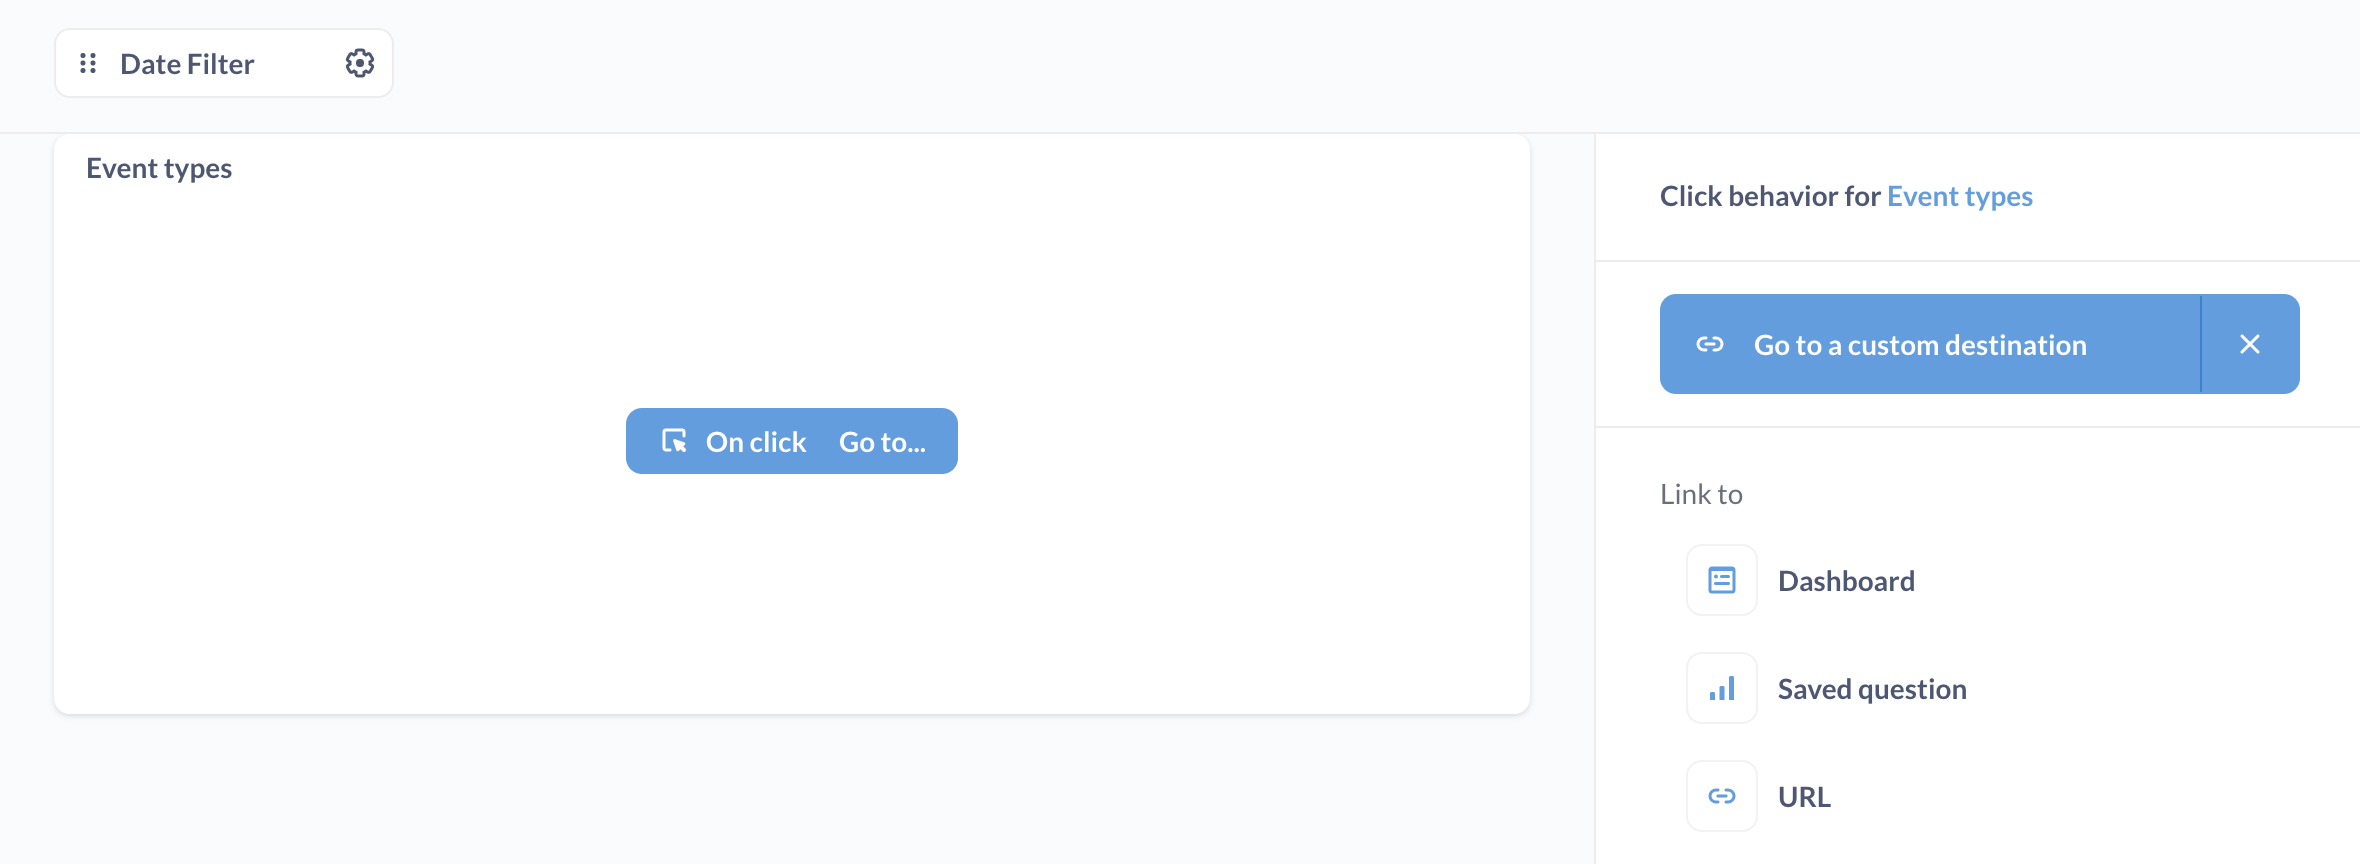 Date Filter
Event types
On click Go to...
Click behavior for Event types
Go to a custom destination
Link to
Dashboard
Saved question
URL